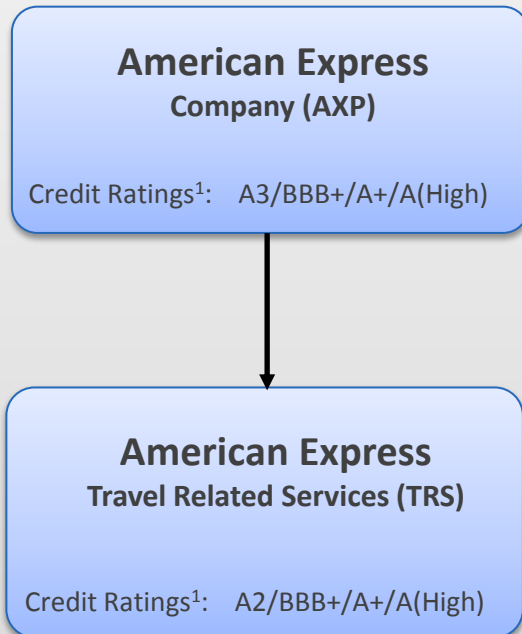 American Express
Company (AXP)
Credit Ratings¹: A3/BBB+/A+/A(High)
American Express
Travel Related Services (TRS)
Credit Ratings¹: A2/BBB+/A+/A(High)